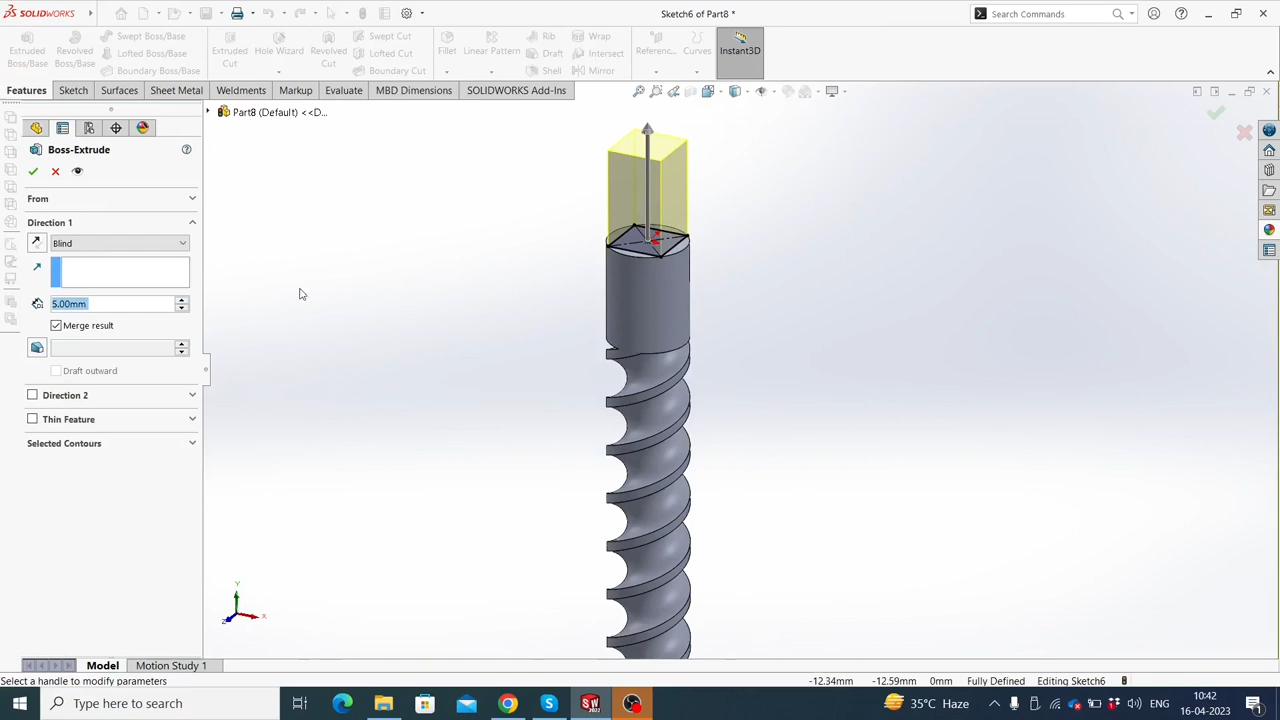 SOLIDWORKS
Sketch6 of Part8 *
Search Commands
Extruded Boss/Base
Revolved Boss/Base
Swept Boss/Base
Lofted Boss/Base
Boundary Boss/Base
Extruded Cut
Hole Wizard
Revolved Cut
Swept Cut
Lofted Cut
Boundary Cut
Fillet
Linear Pattern
Rib
Draft
Shell
Wrap
Intersect
Mirror
Referenc...
Curves
Instant3D
Features
Sketch
Surfaces
Sheet Metal
Weldments
Markup
Evaluate
MBD Dimensions
SOLIDWORKS Add-Ins
Part8 (Default) <<D...
Boss-Extrude
From
Direction 1
Blind
5.00mm
Merge result
Draft outward
Direction 2
Thin Feature
Selected Contours
Y
X
Z
Model
Motion Study 1
Select a handle to modify parameters
-12.34mm
-12.59mm
0mm
Fully Defined
Editing Sketch6
Type here to search
SW
2022
35°C Haze
ENG
10:42
16-04-2023